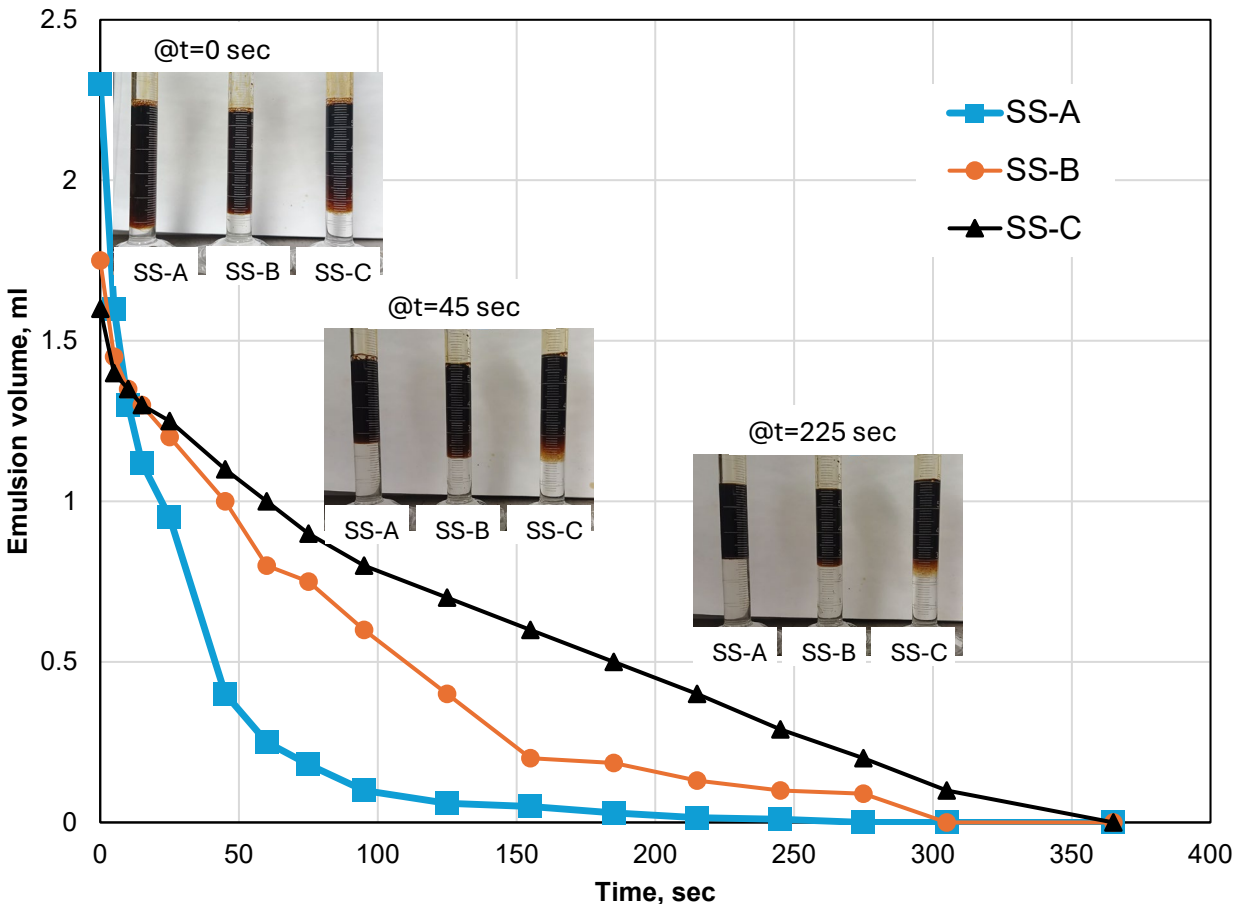 2.5
@t=0 sec
SS-A
SS-A SS-B SS-C
SS-B
SS-C
2
@t=45 sec
1.5
SS-A SS-B SS-C
@t=225 sec
1
SS-A SS-B SS-C
0.5
0
Emulsion volume, ml
0 50 100 150 200 250 300 350 400
Time, sec